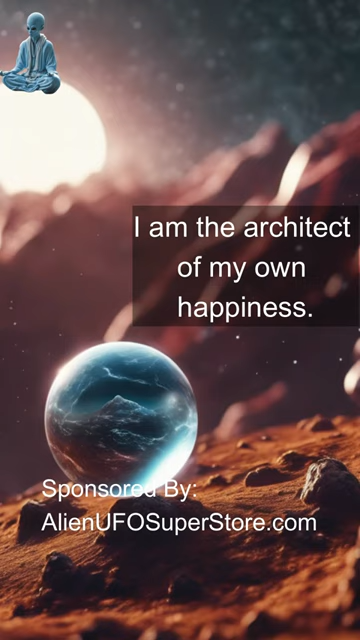 I am the architect
of my own
happiness.
Sponsored By:
AlienUFOSuperStore.com